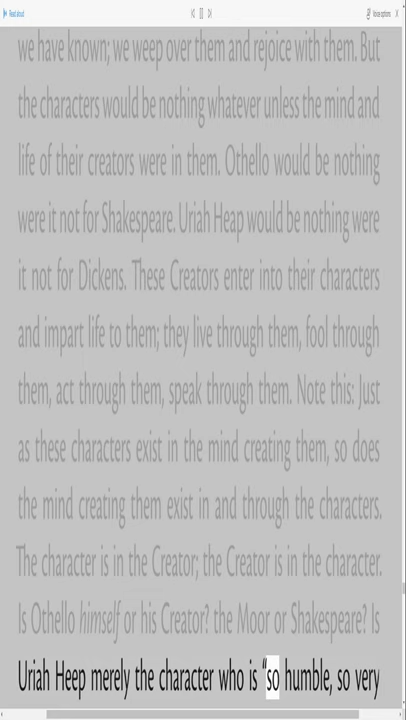 Read aloud
Voice options
we have known; we weep over them and rejoice with them. But
the characters would be nothing whatever unless the mind and
life of their creators were in them. Othello would be nothing
were it not for Shakespeare. Uriah Heap would be nothing were
it not for Dickens. These Creators enter into their characters
and impart life to them; they live through them, fool through
them, act through them, speak through them. Note this: Just
as these characters exist in the mind creating them, so does
the mind creating them exist in and through the characters.
The character is in the Creator; the Creator is in the character.
Is Othello himself or his Creator? the Moor or Shakespeare? Is
Uriah Heep merely the character who is “so humble, so very